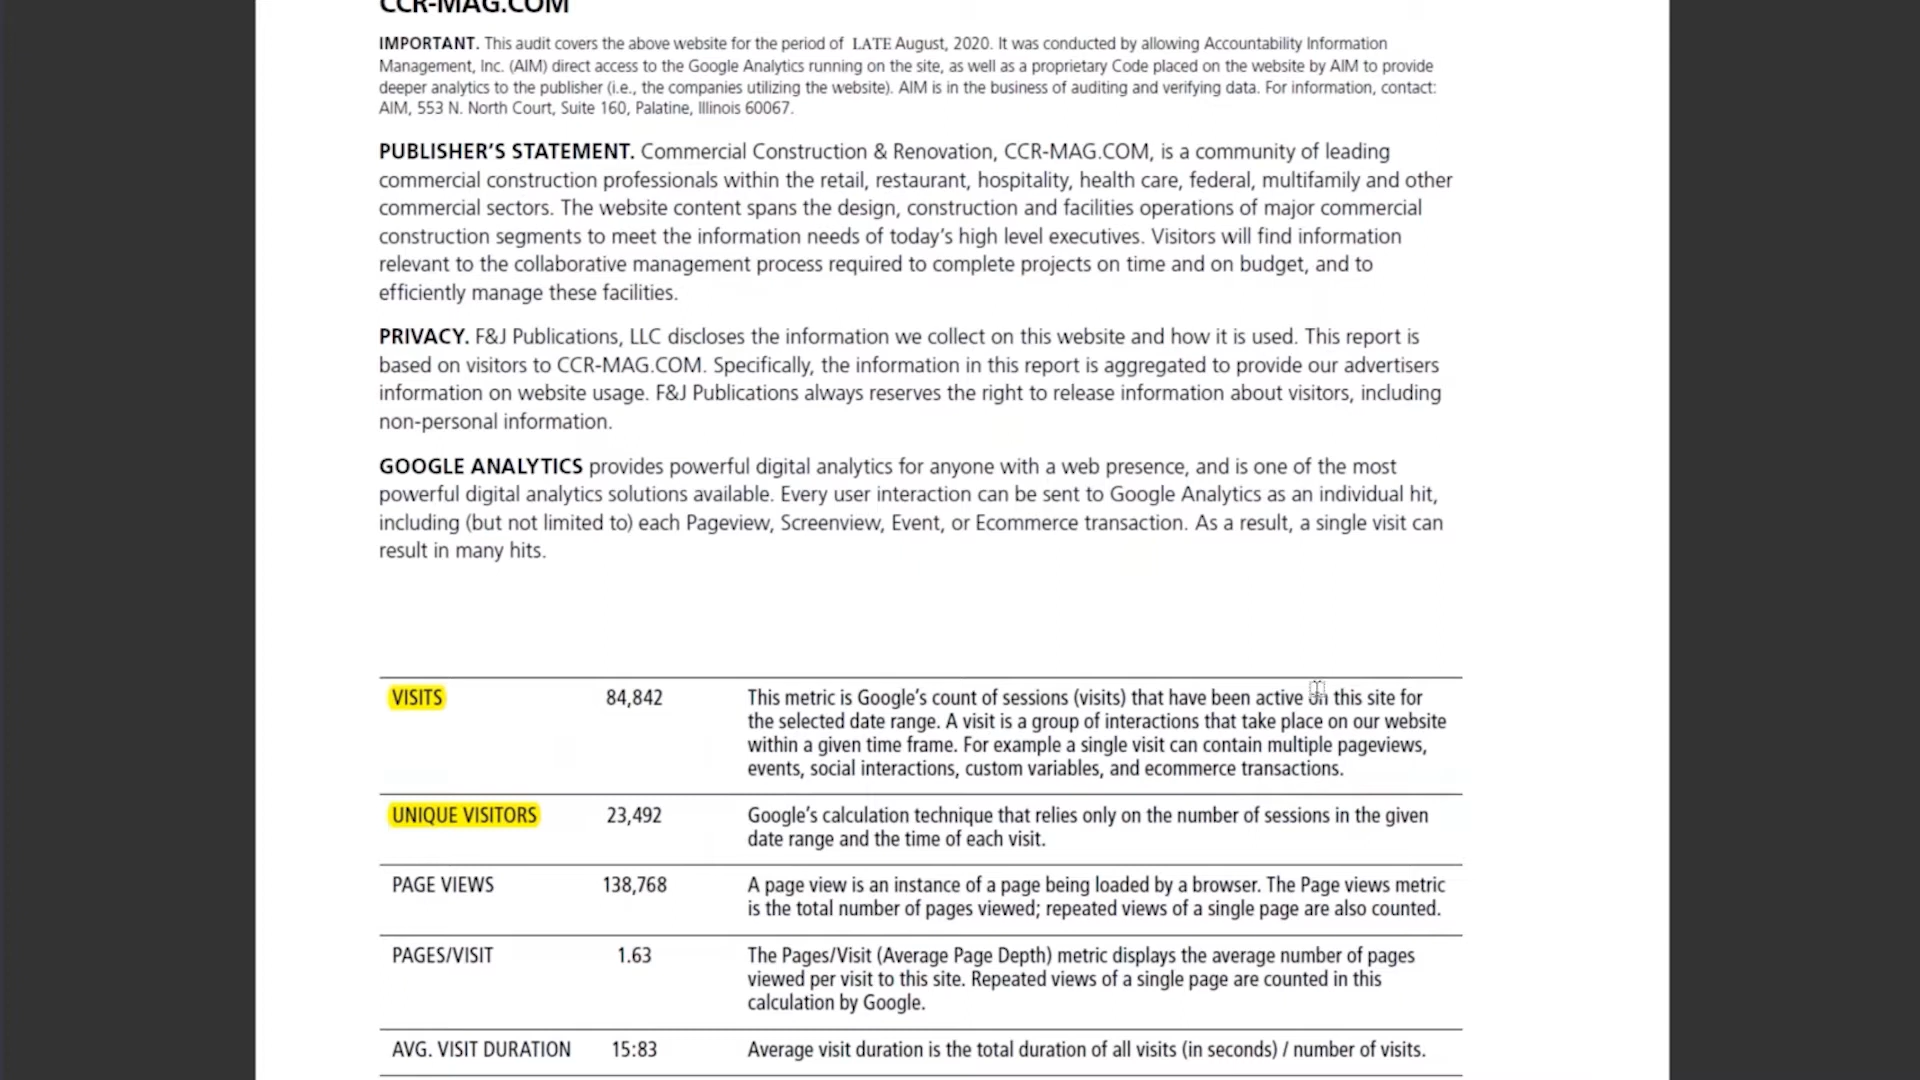 CCR-MAG.COM
IMPORTANT. This audit covers the above website for the period of LATE August, 2020. It was conducted by allowing Accountability Information
Management, Inc. (AIM) direct access to the Google Analytics running on the site, as well as a proprietary Code placed on the website by AIM to provide
deeper analytics to the publisher (i.e., the companies utilizing the website). AIM is in the business of auditing and verifying data. For information, contact:
AIM, 553 N. North Court, Suite 160, Palatine, Illinois 60067.
PUBLISHER’S STATEMENT. Commercial Construction & Renovation, CCR-MAG.COM, is a community of leading
commercial construction professionals within the retail, restaurant, hospitality, health care, federal, multifamily and other
commercial sectors. The website content spans the design, construction and facilities operations of major commercial
construction segments to meet the information needs of today’s high level executives. Visitors will find information
relevant to the collaborative management process required to complete projects on time and on budget, and to
efficiently manage these facilities.
PRIVACY. F&J Publications, LLC discloses the information we collect on this website and how it is used. This report is
based on visitors to CCR-MAG.COM. Specifically, the information in this report is aggregated to provide our advertisers
information on website usage. F&J Publications always reserves the right to release information about visitors, including
non-personal information.
GOOGLE ANALYTICS provides powerful digital analytics for anyone with a web presence, and is one of the most
powerful digital analytics solutions available. Every user interaction can be sent to Google Analytics as an individual hit,
including (but not limited to) each Pageview, Screenview, Event, or Ecommerce transaction. As a result, a single visit can
result in many hits.
VISITS 84,842 This metric is Google’s count of sessions (visits) that have been active on this site for
the selected date range. A visit is a group of interactions that take place on our website
within a given time frame. For example a single visit can contain multiple pageviews,
events, social interactions, custom variables, and ecommerce transactions.
UNIQUE VISITORS 23,492 Google’s calculation technique that relies only on the number of sessions in the given
date range and the time of each visit.
PAGE VIEWS 138,768 A page view is an instance of a page being loaded by a browser. The Page views metric
is the total number of pages viewed; repeated views of a single page are also counted.
PAGES/VISIT 1.63 The Pages/Visit (Average Page Depth) metric displays the average number of pages
viewed per visit to this site. Repeated views of a single page are counted in this
calculation by Google.
AVG. VISIT DURATION 15:83 Average visit duration is the total duration of all visits (in seconds) / number of visits.